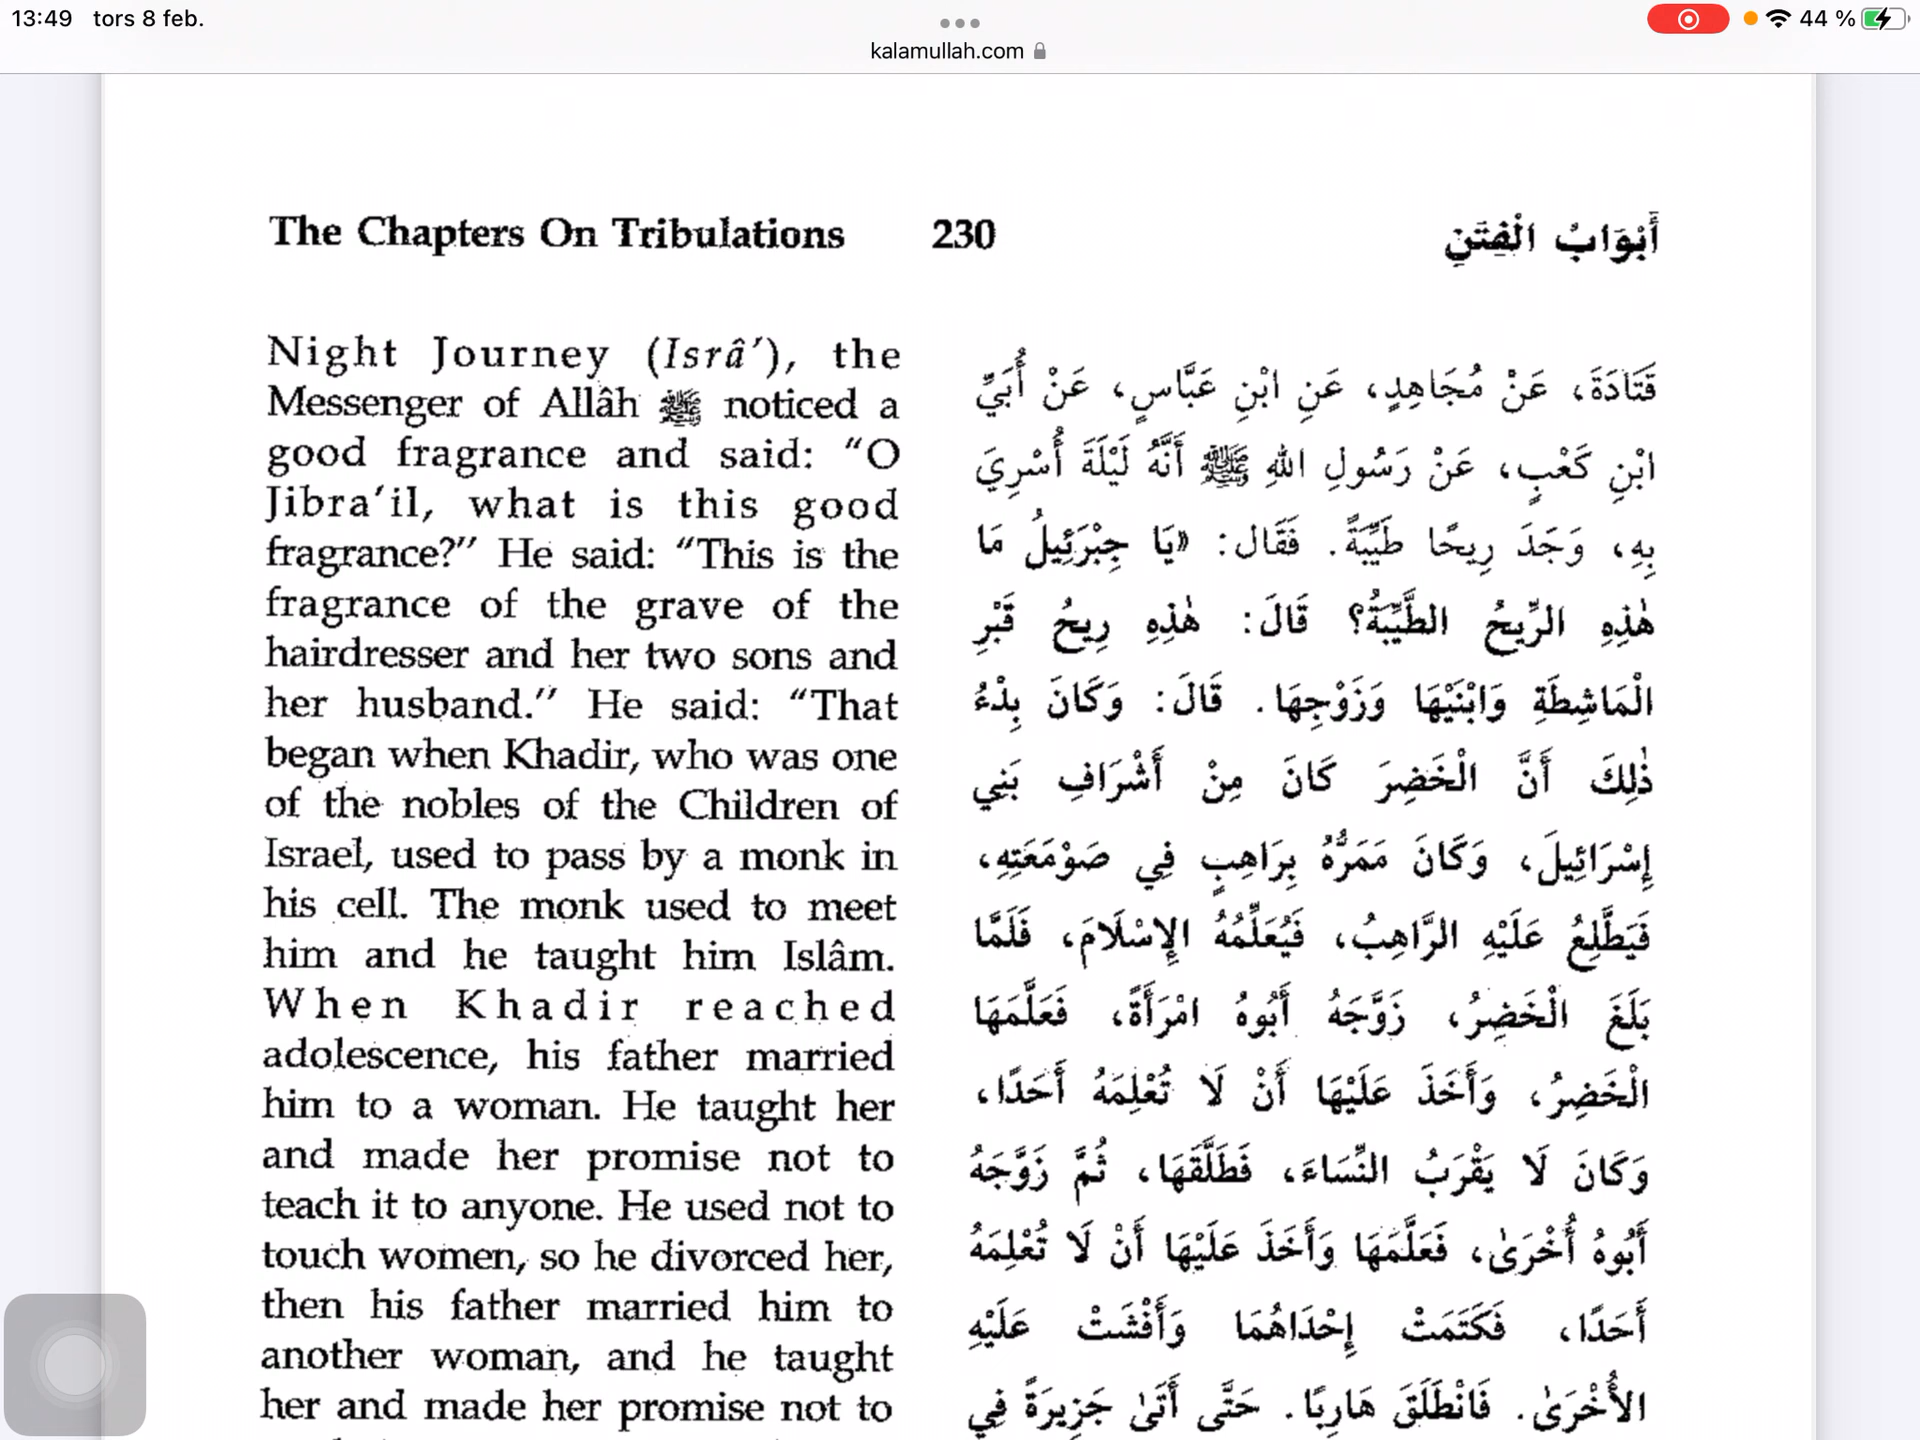 13:49 tors 8 feb.
44 %
kalamullah.com
The Chapters On Tribulations 230 أَبْوَابُ الْفِتَنِ
Night Journey (Isrâ’), the
Messenger of Allâh ﷺ noticed a
good fragrance and said: “O
Jibra’il, what is this good
fragrance?” He said: “This is the
fragrance of the grave of the
hairdresser and her two sons and
her husband.” He said: “That
began when Khadir, who was one
of the nobles of the Children of
Israel, used to pass by a monk in
his cell. The monk used to meet
him and he taught him Islâm.
When Khadir reached
adolescence, his father married
him to a woman. He taught her
and made her promise not to
teach it to anyone. He used not to
touch women, so he divorced her,
then his father married him to
another woman, and he taught
her and made her promise not to
قَتَادَةَ، عَنْ مُجَاهِدٍ، عَنِ ابْنِ عَبَّاسٍ، عَنْ أُبَيِّ
ابْنِ كَعْبٍ، عَنْ رَسُولِ اللهِ ﷺ أَنَّهُ لَيْلَةَ أُسْرِيَ
بِهِ، وَجَدَ رِيحًا طَيِّبَةً. فَقَال: «يَا جِبْرَئِيلُ مَا
هٰذِهِ الرِّيحُ الطَّيِّبَةُ؟ قَالَ: هٰذِهِ رِيحُ قَبْرِ
الْمَاشِطَةِ وَابْنَيْهَا وَزَوْجِهَا. قَالَ: وَكَانَ بِدْءُ
ذٰلِكَ أَنَّ الْخَضِرَ كَانَ مِنْ أَشْرَافِ بَنِي
إِسْرَائِيلَ، وَكَانَ مَمَرُّهُ بِرَاهِبٍ فِي صَوْمَعَتِهِ،
فَيَطَّلِعُ عَلَيْهِ الرَّاهِبُ، فَيُعَلِّمُهُ الإِسْلَامَ، فَلَمَّا
بَلَغَ الْخَضِرُ، زَوَّجَهُ أَبُوهُ امْرَأَةً، فَعَلَّمَهَا
الْخَضِرُ، وَأَخَذَ عَلَيْهَا أَنْ لَا تُعْلِمَهُ أَحَدًا،
وَكَانَ لَا يَقْرَبُ النِّسَاءَ، فَطَلَّقَهَا، ثُمَّ زَوَّجَهُ
أَبُوهُ أُخْرَىٰ، فَعَلَّمَهَا وَأَخَذَ عَلَيْهَا أَنْ لَا تُعْلِمَهُ
أَحَدًا، فَكَتَمَتْ إِحْدَاهُمَا وَأَفْشَتْ عَلَيْهِ
الأُخْرَىٰ. فَانْطَلَقَ هَارِبًا. حَتَّى أَتَىٰ جَزِيرَةً فِي